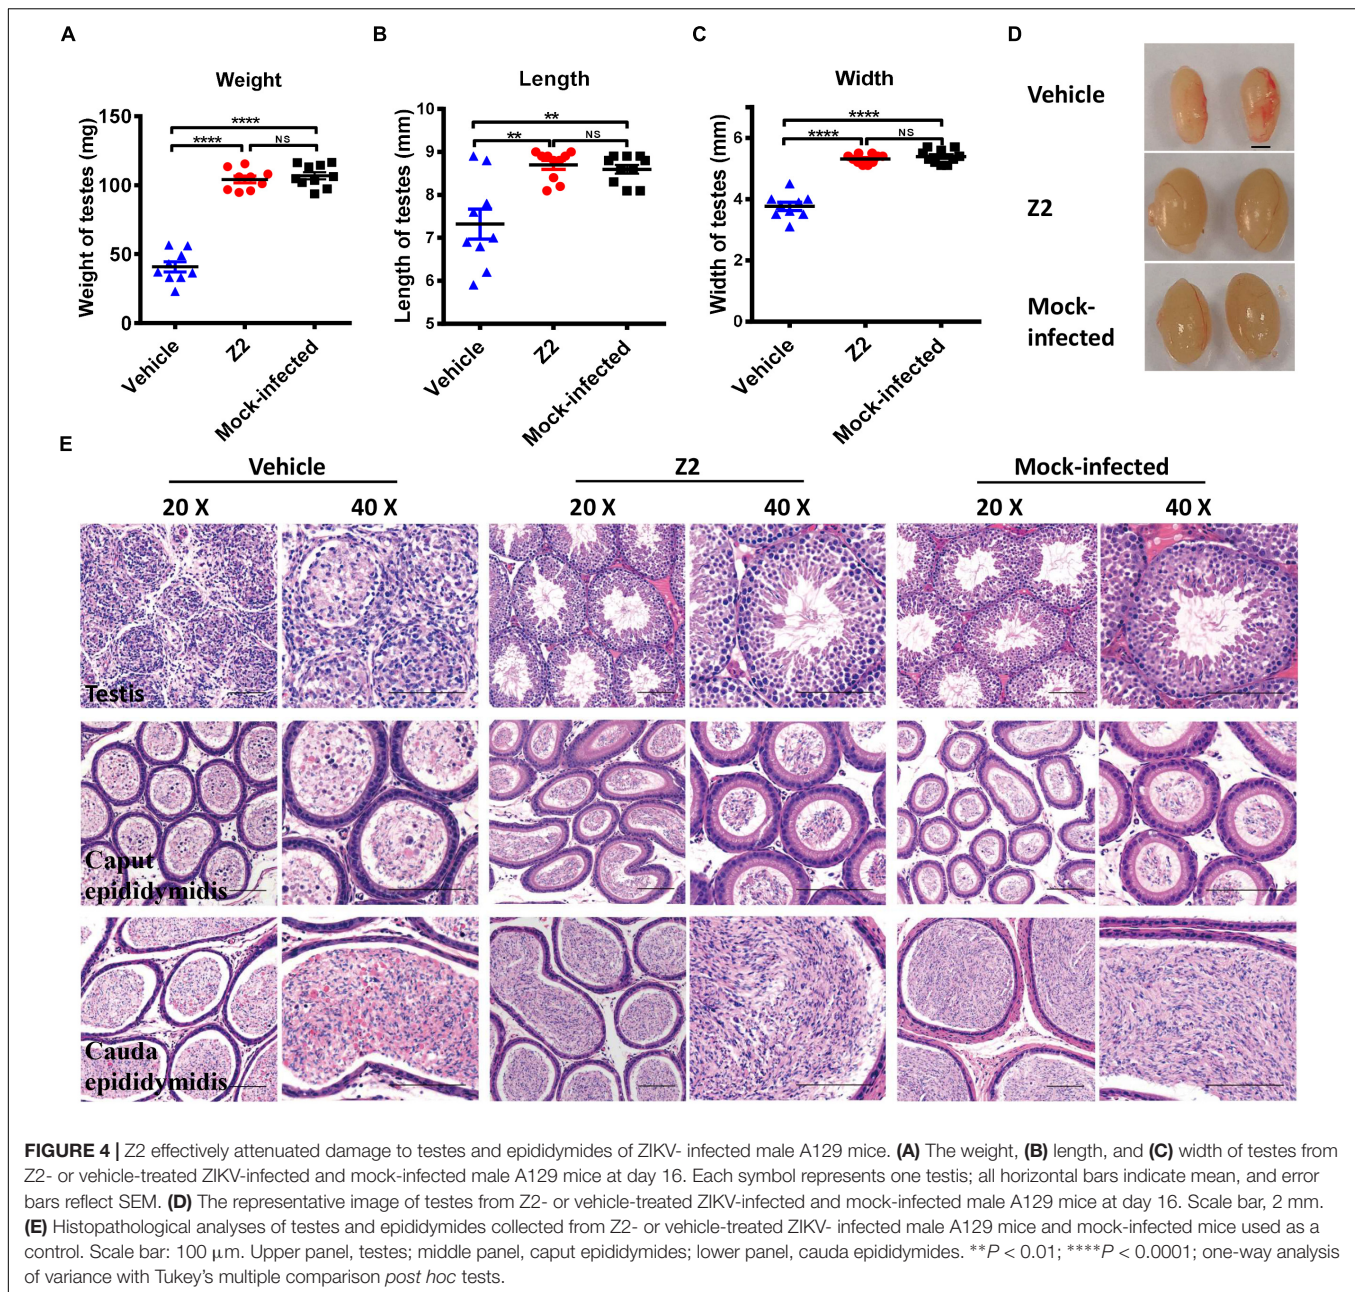 A
B
C
D
Weight
Length
Width
Weight of testes (mg)
150
100
50
0
****
****
NS
Vehicle
Z2
Mock-infected
Length of testes (mm)
10
9
8
7
6
5
**
**
NS
Vehicle
Z2
Mock-infected
Width of testes (mm)
6
4
2
0
****
****
NS
Vehicle
Z2
Mock-infected
Vehicle
Z2
Mock-
infected
E
Vehicle
Z2
Mock-infected
20 X
40 X
20 X
40 X
20 X
40 X
Testis
Caput
epididymidis
Cauda
epididymidis
FIGURE 4 | Z2 effectively attenuated damage to testes and epididymes of ZIKV- infected male A129 mice. (A) The weight, (B) length, and (C) width of testes from
Z2- or vehicle-treated ZIKV-infected and mock-infected male A129 mice at day 16. Each symbol represents one testis; all horizontal bars indicate mean, and error
bars reflect SEM. (D) The representative image of testes from Z2- or vehicle-treated ZIKV-infected and mock-infected male A129 mice at day 16. Scale bar, 2 mm.
(E) Histopathological analyses of testes and epididymides collected from Z2- or vehicle-treated ZIKV- infected male A129 mice and mock-infected mice used as a
control. Scale bar: 100 μm. Upper panel, testes; middle panel, caput epididymides; lower panel, cauda epididymides. **P < 0.01; ****P < 0.0001; one-way analysis
of variance with Tukey's multiple comparison post hoc tests.